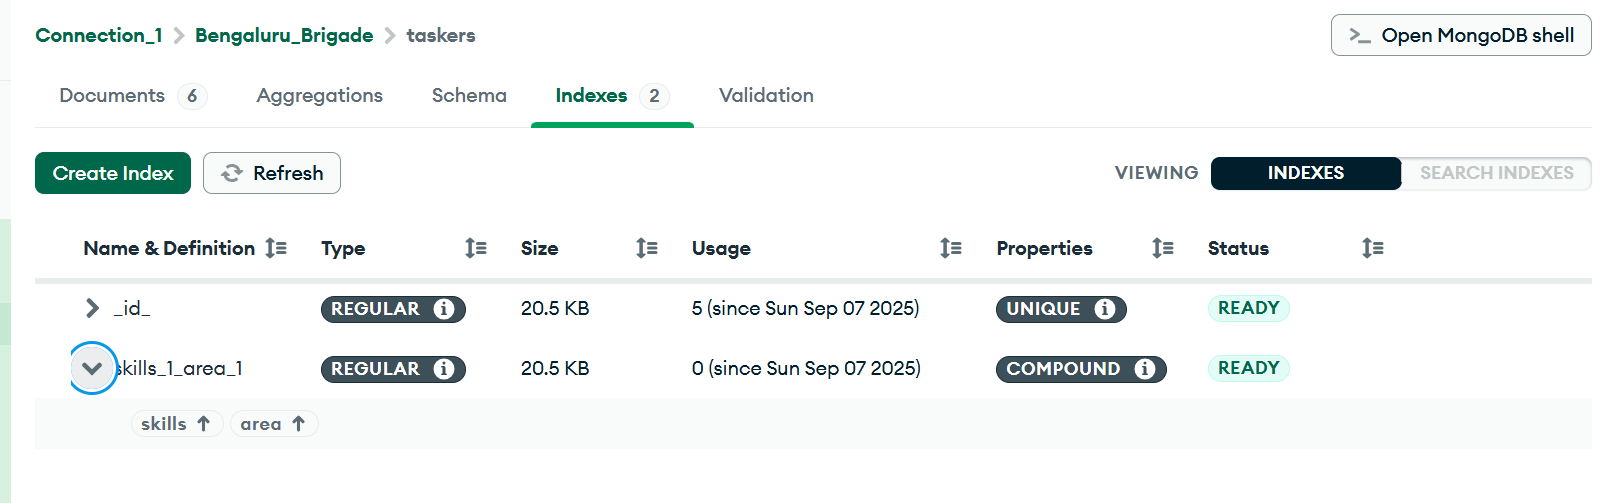 Connection_1 > Bengaluru_Brigade > taskers
>_ Open MongoDB shell
Documents 6 Aggregations Schema Indexes 2 Validation
Create Index Refresh VIEWING INDEXES SEARCH INDEXES
Name & Definition Type Size Usage Properties Status
_id_ REGULAR 20.5 KB 5 (since Sun Sep 07 2025) UNIQUE READY
skills_1_area_1 REGULAR 20.5 KB 0 (since Sun Sep 07 2025) COMPOUND READY
skills ↑ area ↑